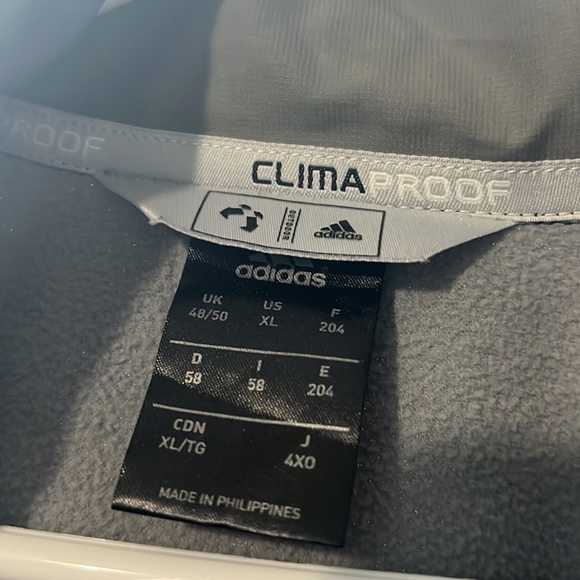 PROOF
CLIMAPROOF
OUTDOOR
adidas
adidas
UK US F
48/50 XL 204
D I E
58 58 204
CDN J
XL/TG 4XO
MADE IN PHILIPPINES